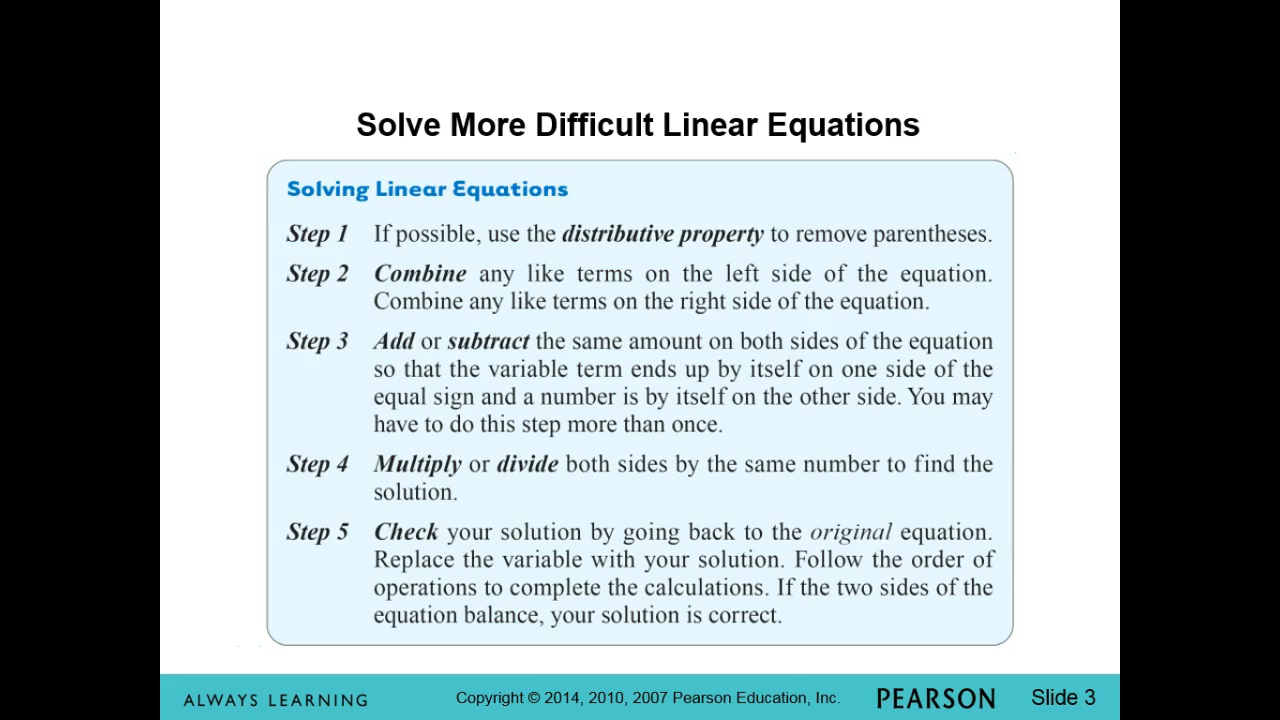 Solve More Difficult Linear Equations
Solving Linear Equations
Step 1 If possible, use the distributive property to remove parentheses.
Step 2 Combine any like terms on the left side of the equation.
Combine any like terms on the right side of the equation.
Step 3 Add or subtract the same amount on both sides of the equation
so that the variable term ends up by itself on one side of the
equal sign and a number is by itself on the other side. You may
have to do this step more than once.
Step 4 Multiply or divide both sides by the same number to find the
solution.
Step 5 Check your solution by going back to the original equation.
Replace the variable with your solution. Follow the order of
operations to complete the calculations. If the two sides of the
equation balance, your solution is correct.
ALWAYS LEARNING Copyright © 2014, 2010, 2007 Pearson Education, Inc. PEARSON Slide 3